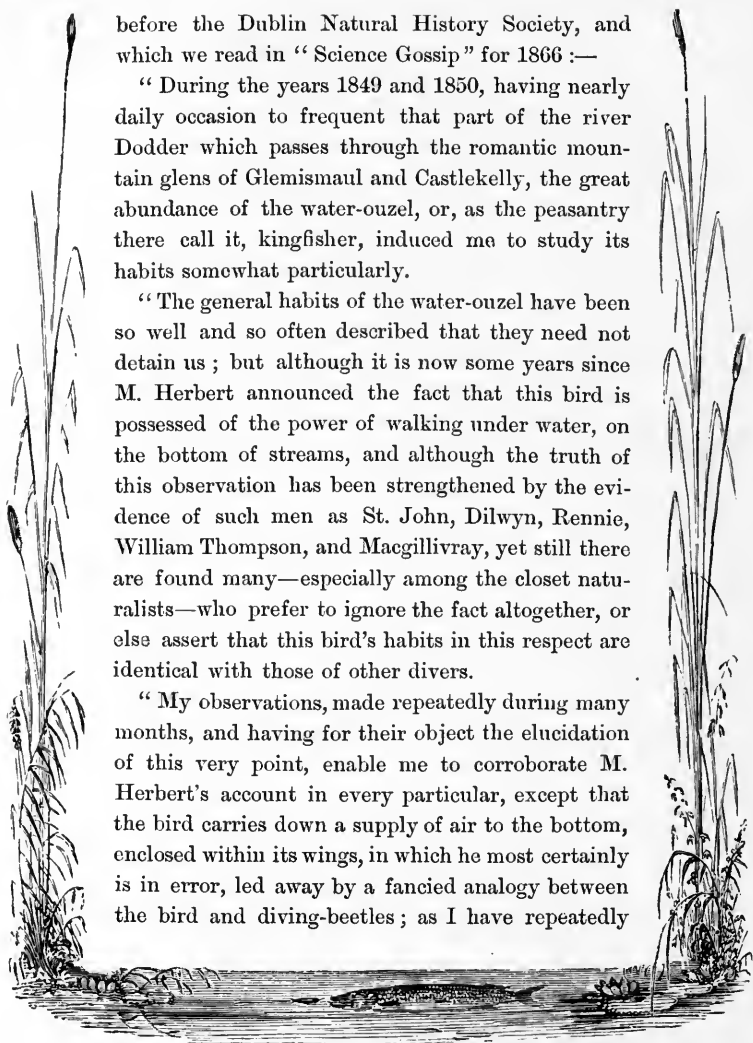 before the Dublin Natural History Society, and
which we read in “ Science Gossip ” for 1866 :—
“ During the years 1849 and 1850, having nearly
daily occasion to frequent that part of the river
Dodder which passes through the romantic moun-
tain glens of Glemismaul and Castlekelly, the great
abundance of the water-ouzel, or, as the peasantry
there call it, kingfisher, induced me to study its
habits somewhat particularly.
“ The general habits of the water-ouzel have been
so well and so often described that they need not
detain us ; but although it is now some years since
M. Herbert announced the fact that this bird is
possessed of the power of walking under water, on
the bottom of streams, and although the truth of
this observation has been strengthened by the evi-
dence of such men as St. John, Dilwyn, Rennie,
William Thompson, and Macgillivray, yet still there
are found many—especially among the closet natu-
ralists—who prefer to ignore the fact altogether, or
else assert that this bird's habits in this respect are
identical with those of other divers.
“ My observations, made repeatedly during many
months, and having for their object the elucidation
of this very point, enable me to corroborate M.
Herbert's account in every particular, except that
the bird carries down a supply of air to the bottom,
enclosed within its wings, in which he most certainly
is in error, led away by a fancied analogy between
the bird and diving-beetles ; as I have repeatedly